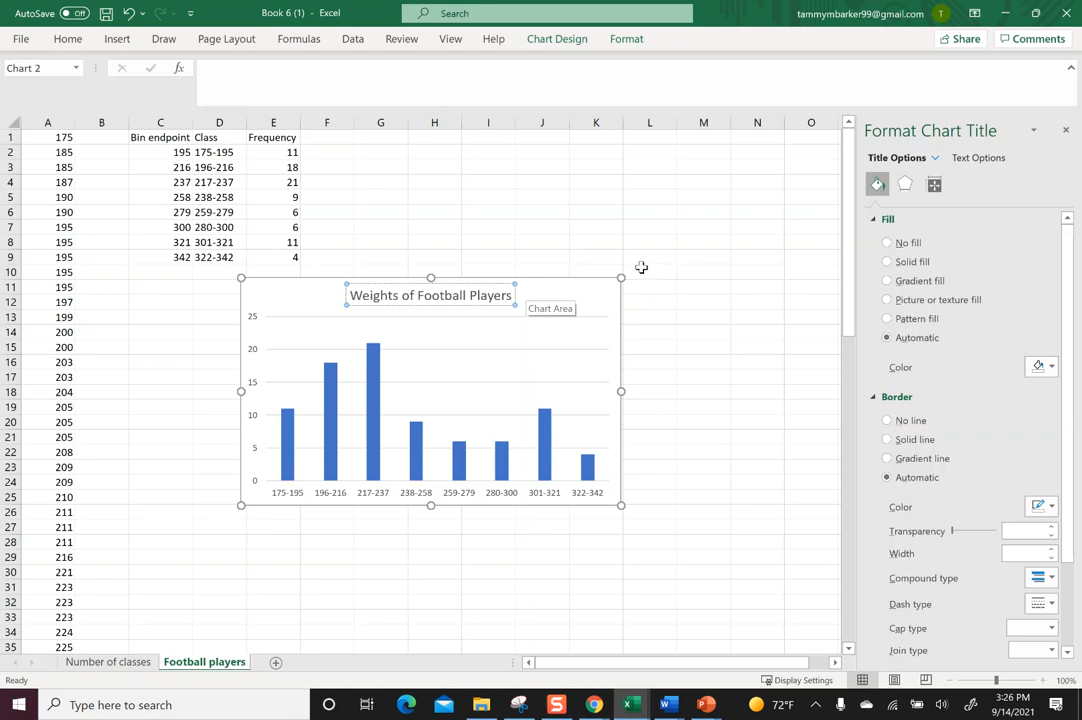 AutoSave Off Book 6 (1) - Excel Search tammymbarker99@gmail.com T
File Home Insert Draw Page Layout Formulas Data Review View Help Chart Design Format Share Comments
Chart 2 fx
A B C D E F G H I J K L M N O
1 175 Bin endpoint Class Frequency
2 185 195 175-195 11
3 185 216 196-216 18
4 187 237 217-237 21
5 190 258 238-258 9
6 190 279 259-279 6
7 195 300 280-300 6
8 195 321 301-321 11
9 195 342 322-342 4
10 195
11 195
12 197
13 199
14 200
15 200
16 203
17 203
18 204
19 205
20 205
21 205
22 208
23 209
24 209
25 210
26 211
27 211
28 211
29 216
30 221
31 223
32 223
33 223
34 224
35 225
Weights of Football Players
Chart Area
25
20
15
10
5
0
175-195 196-216 217-237 238-258 259-279 280-300 301-321 322-342
Format Chart Title
Title Options Text Options
Fill
No fill
Solid fill
Gradient fill
Picture or texture fill
Pattern fill
Automatic
Color
Border
No line
Solid line
Gradient line
Automatic
Color
Transparency
Width
Compound type
Dash type
Cap type
Join type
Number of classes Football players
Ready Display Settings 100%
Type here to search S W P 72°F 3:26 PM
9/14/2021